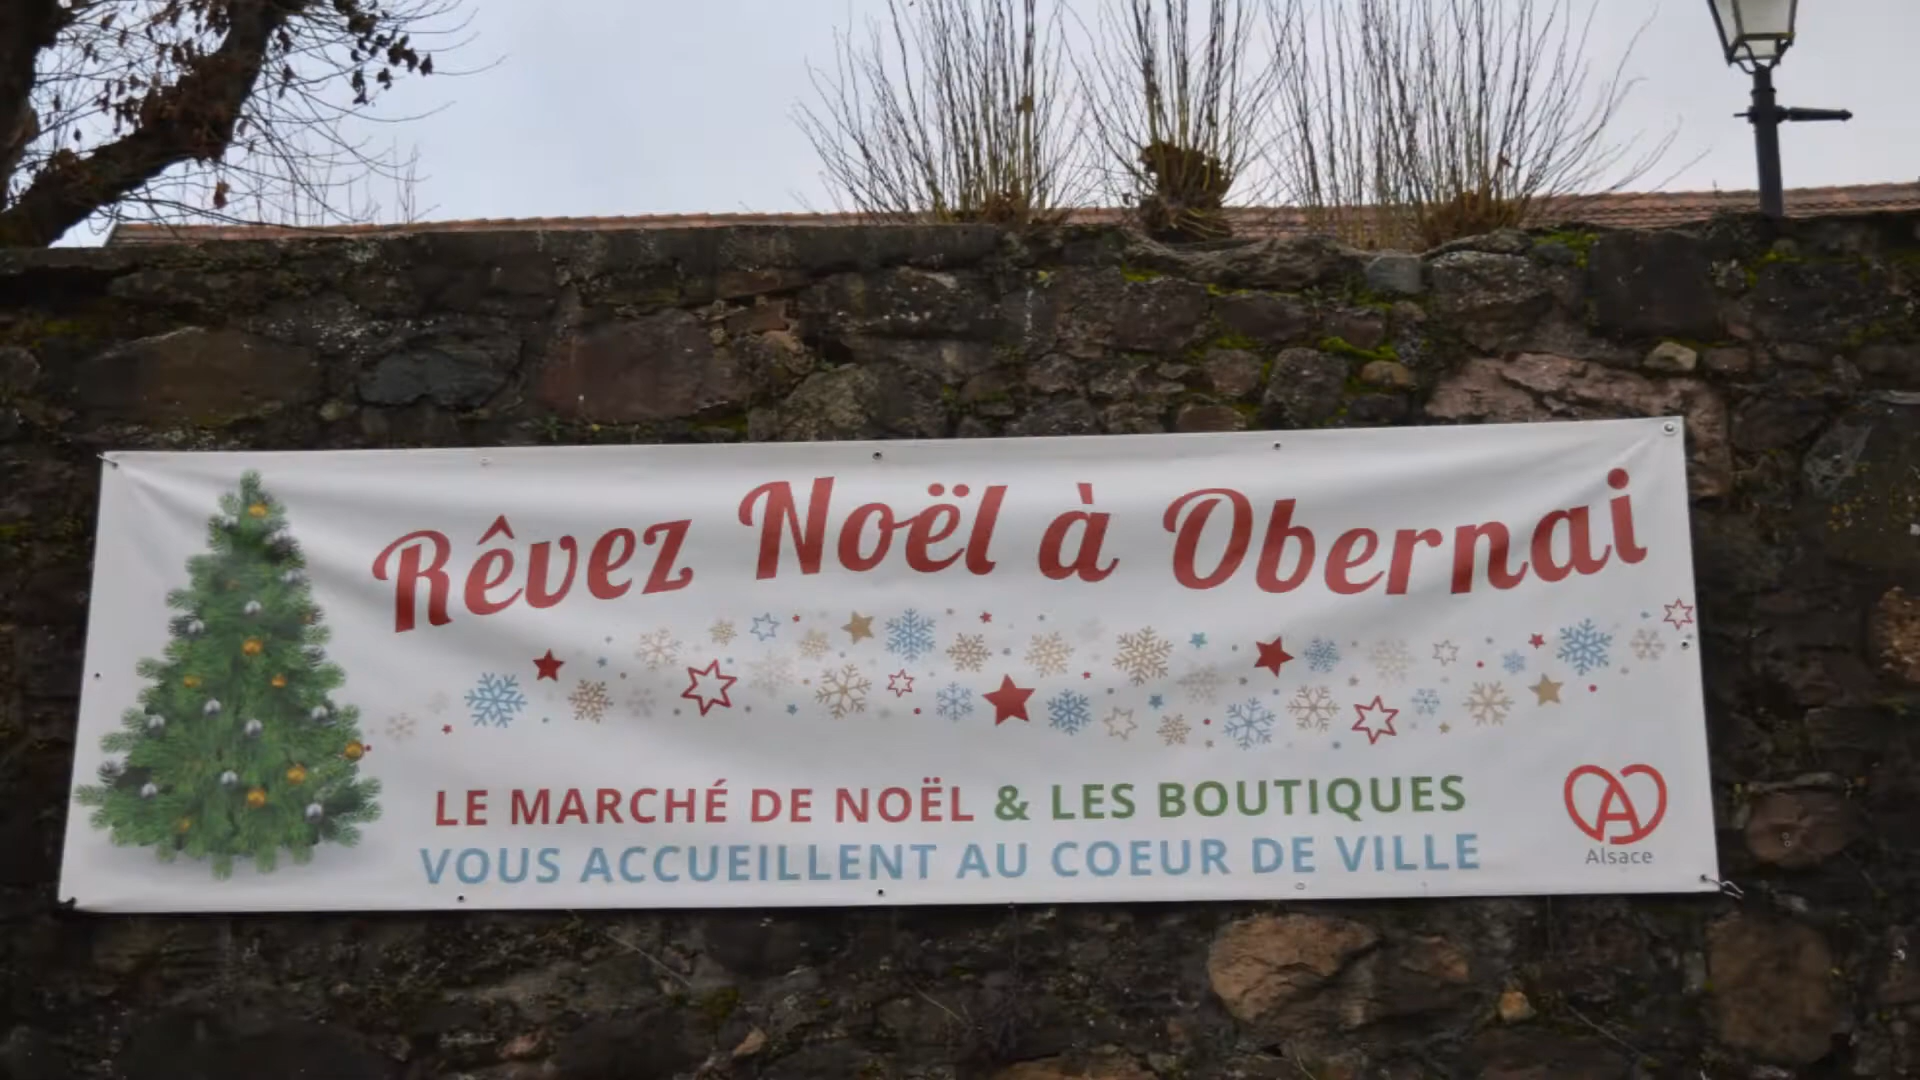 Rêvez Noël à Obernai
LE MARCHÉ DE NOËL & LES BOUTIQUES
VOUS ACCUEILLENT AU COEUR DE VILLE
A
Alsace